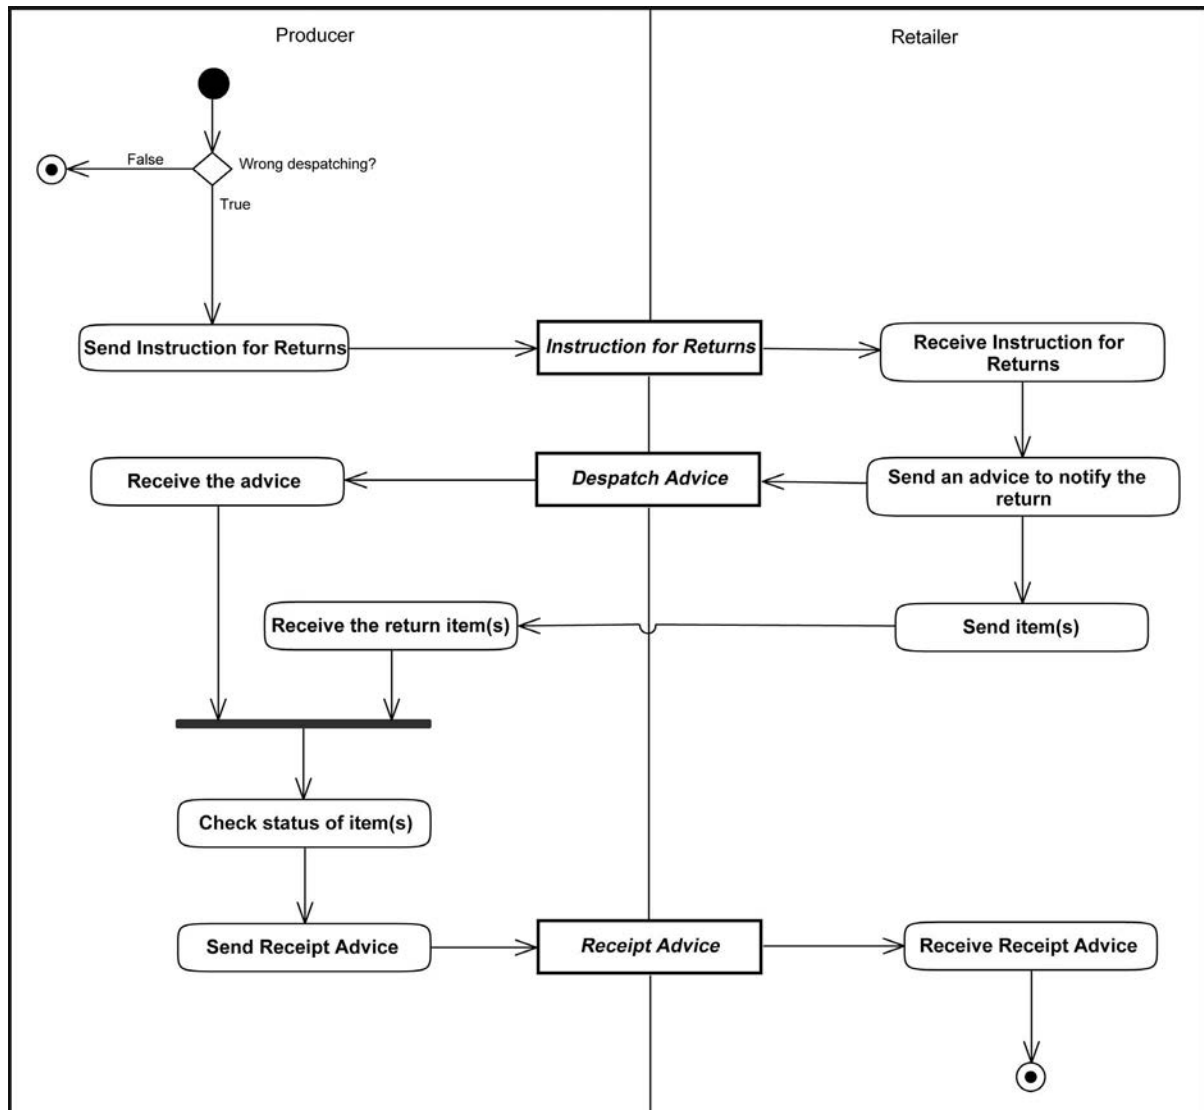 Producer
Retailer
False
Wrong despatching?
True
Send Instruction for Returns
Instruction for Returns
Receive Instruction for
Returns
Receive the advice
Despatch Advice
Send an advice to notify the
return
Receive the return item(s)
Send item(s)
Check status of item(s)
Send Receipt Advice
Receipt Advice
Receive Receipt Advice